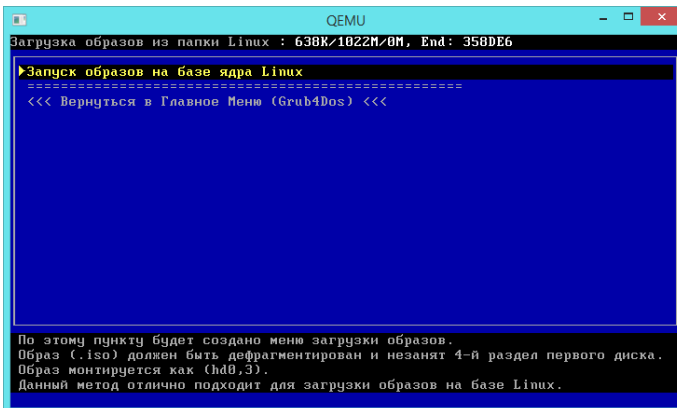 QEMU
Загрузка образов из папки Linux : 638K/1022M/0M, End: 358DE6
Запуск образов на базе ядра Linux
====================================================
<<< Вернуться в Главное Меню (Grub4Dos) <<<
По этому пункту будет создано меню загрузки образов.
Образ (.iso) должен быть дефрагментирован и незанят 4-й раздел первого диска.
Образ монтируется как (hd0,3).
Данный метод отлично подходит для загрузки образов на базе Linux.